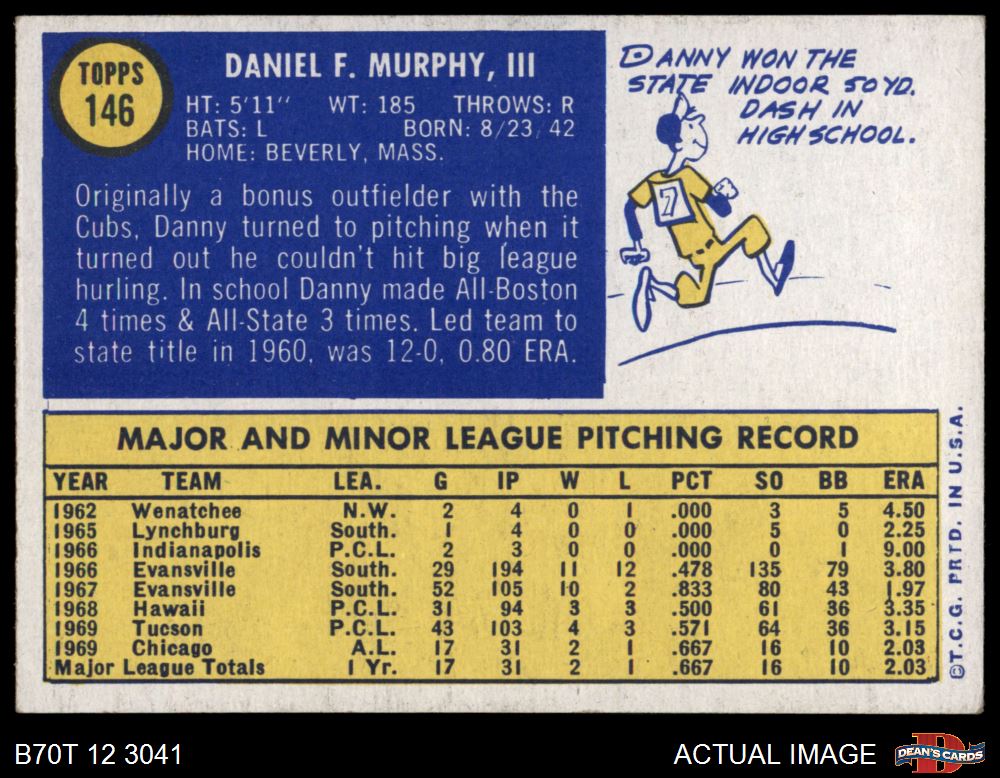 TOPPS
146
DANIEL F. MURPHY, III
HT: 5'11" WT: 185 THROWS: R
BATS: L BORN: 8/23/42
HOME: BEVERLY, MASS.
Originally a bonus outfielder with the
Cubs, Danny turned to pitching when it
turned out he couldn't hit big league
hurling. In school Danny made All-Boston
4 times & All-State 3 times. Led team to
state title in 1960, was 12-0, 0.80 ERA.
DANNY WON THE
STATE INDOOR 50 YD.
DASH IN
HIGH SCHOOL.
7
MAJOR AND MINOR LEAGUE PITCHING RECORD
YEAR TEAM LEA. G IP W L PCT SO BB ERA
1962 Wenatchee N.W. 2 4 0 1 .000 3 5 4.50
1965 Lynchburg South. 1 4 0 0 .000 5 0 2.25
1966 Indianapolis P.C.L. 2 3 0 0 .000 0 1 9.00
1966 Evansville South. 29 194 11 12 .478 135 79 3.80
1967 Evansville South. 52 105 10 2 .833 80 43 1.97
1968 Hawaii P.C.L. 31 94 3 3 .500 61 36 3.35
1969 Tucson P.C.L. 43 103 4 3 .571 64 36 3.15
1969 Chicago A.L. 17 31 2 1 .667 16 10 2.03
Major League Totals 1 Yr. 17 31 2 1 .667 16 10 2.03
©T.C.G. PRTD. IN U.S.A.
B70T 12 3041
ACTUAL IMAGE
DEAN'S CARDS